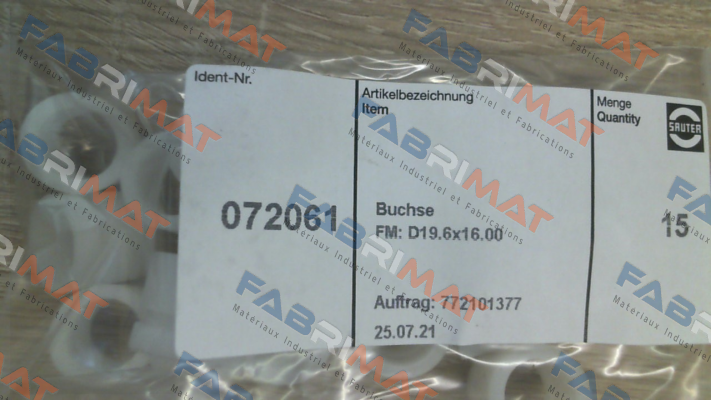 Ident-Nr.
Artikelbezeichnung
Item
Menge
Quantity
SAUTER
072061
Buchse
FM: D19.6x16.00
15
Auftrag: 772101377
25.07.21
FABRIMAT
Materiaux Industriel et Fabrications